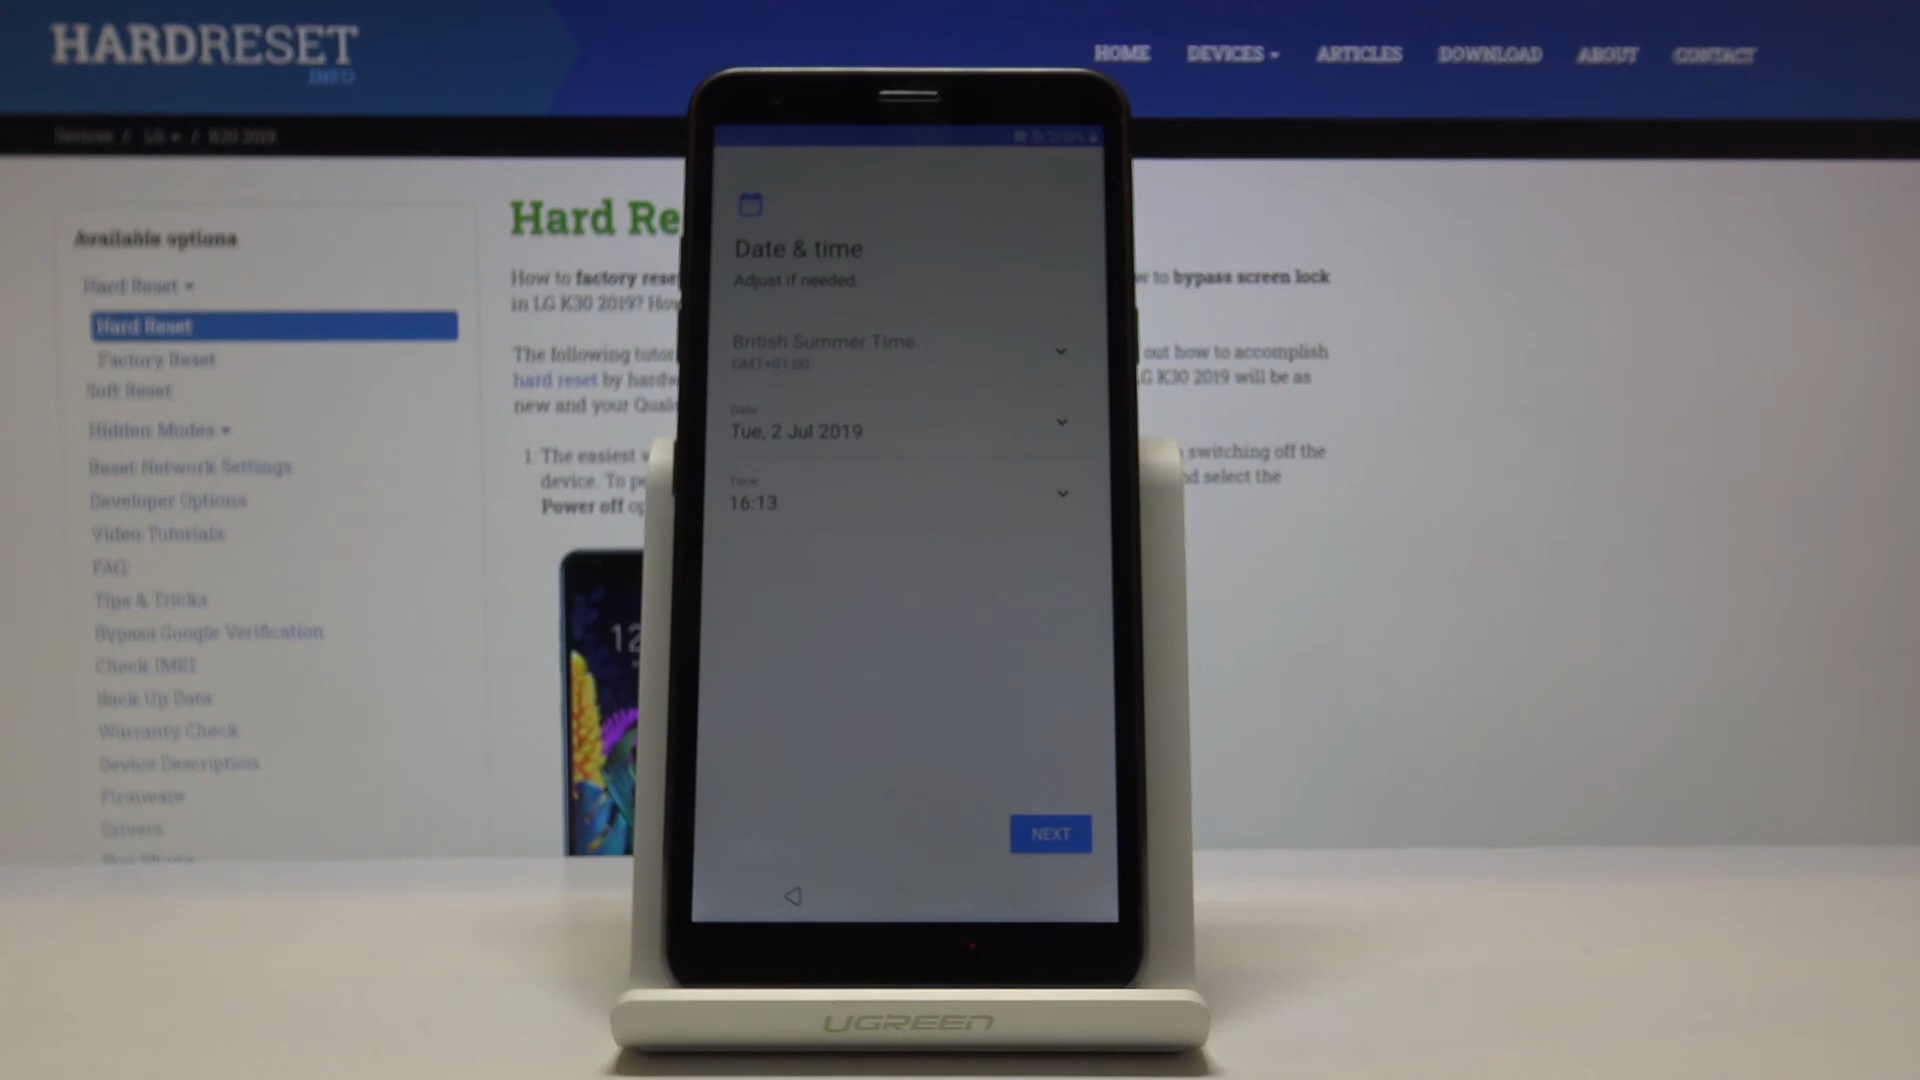 HARDRESET
.INFO
HOME DEVICES ARTICLES DOWNLOAD ABOUT CONTACT
Devices / LG / K30 2019
Available options
Hard Reset
Hard Reset
Factory Reset
Soft Reset
Hidden Modes
Reset Network Settings
Developer Options
Video Tutorials
FAQ
Tips & Tricks
Bypass Google Verification
Check IMEI
Back Up Data
Warranty Check
Device Description
Firmware
Drivers
Hard Re
How to factory rese
in LG K30 2019? How
to bypass screen lock
The following tutor
out how to accomplish
hard reset by hardw
K30 2019 will be as
new and your Qual
1. The easiest
switching off the
device. To pe
and select the
Power off op
12
Date & time
Adjust if needed.
British Summer Time
GMT+01:00
Date
Tue, 2 Jul 2019
Time
16:13
NEXT
UGREEN